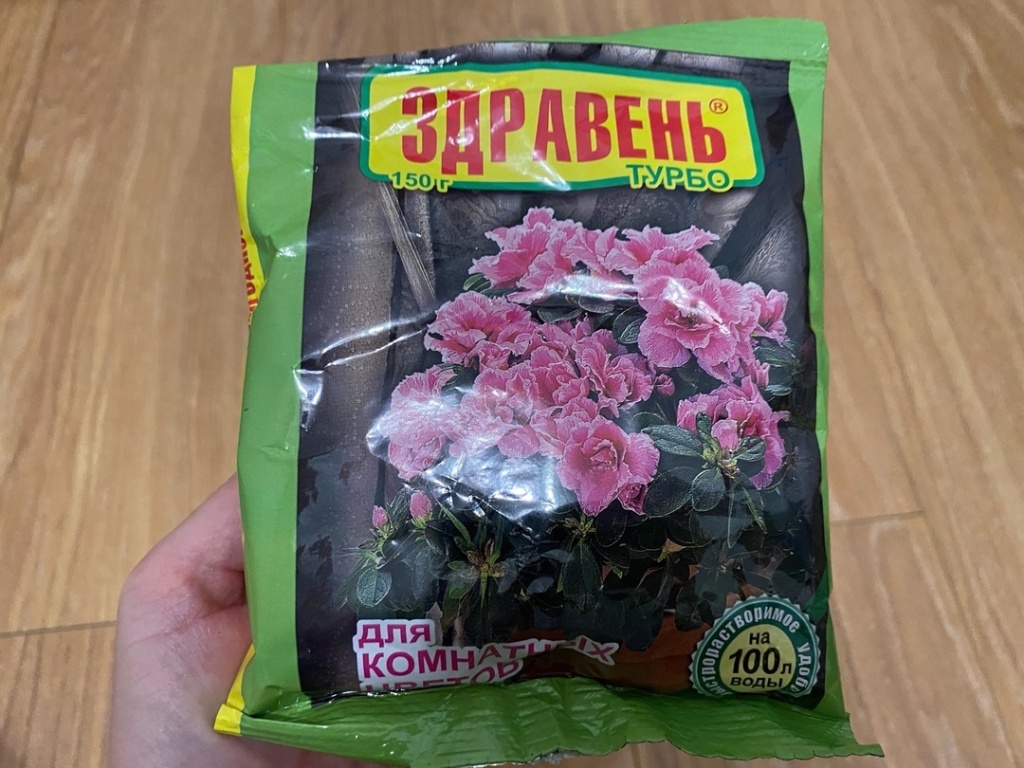 ЗДРАВЕНЬ®
150 г
ТУРБО
ДЛЯ
КОМНАТНЫХ
на
100л
воды